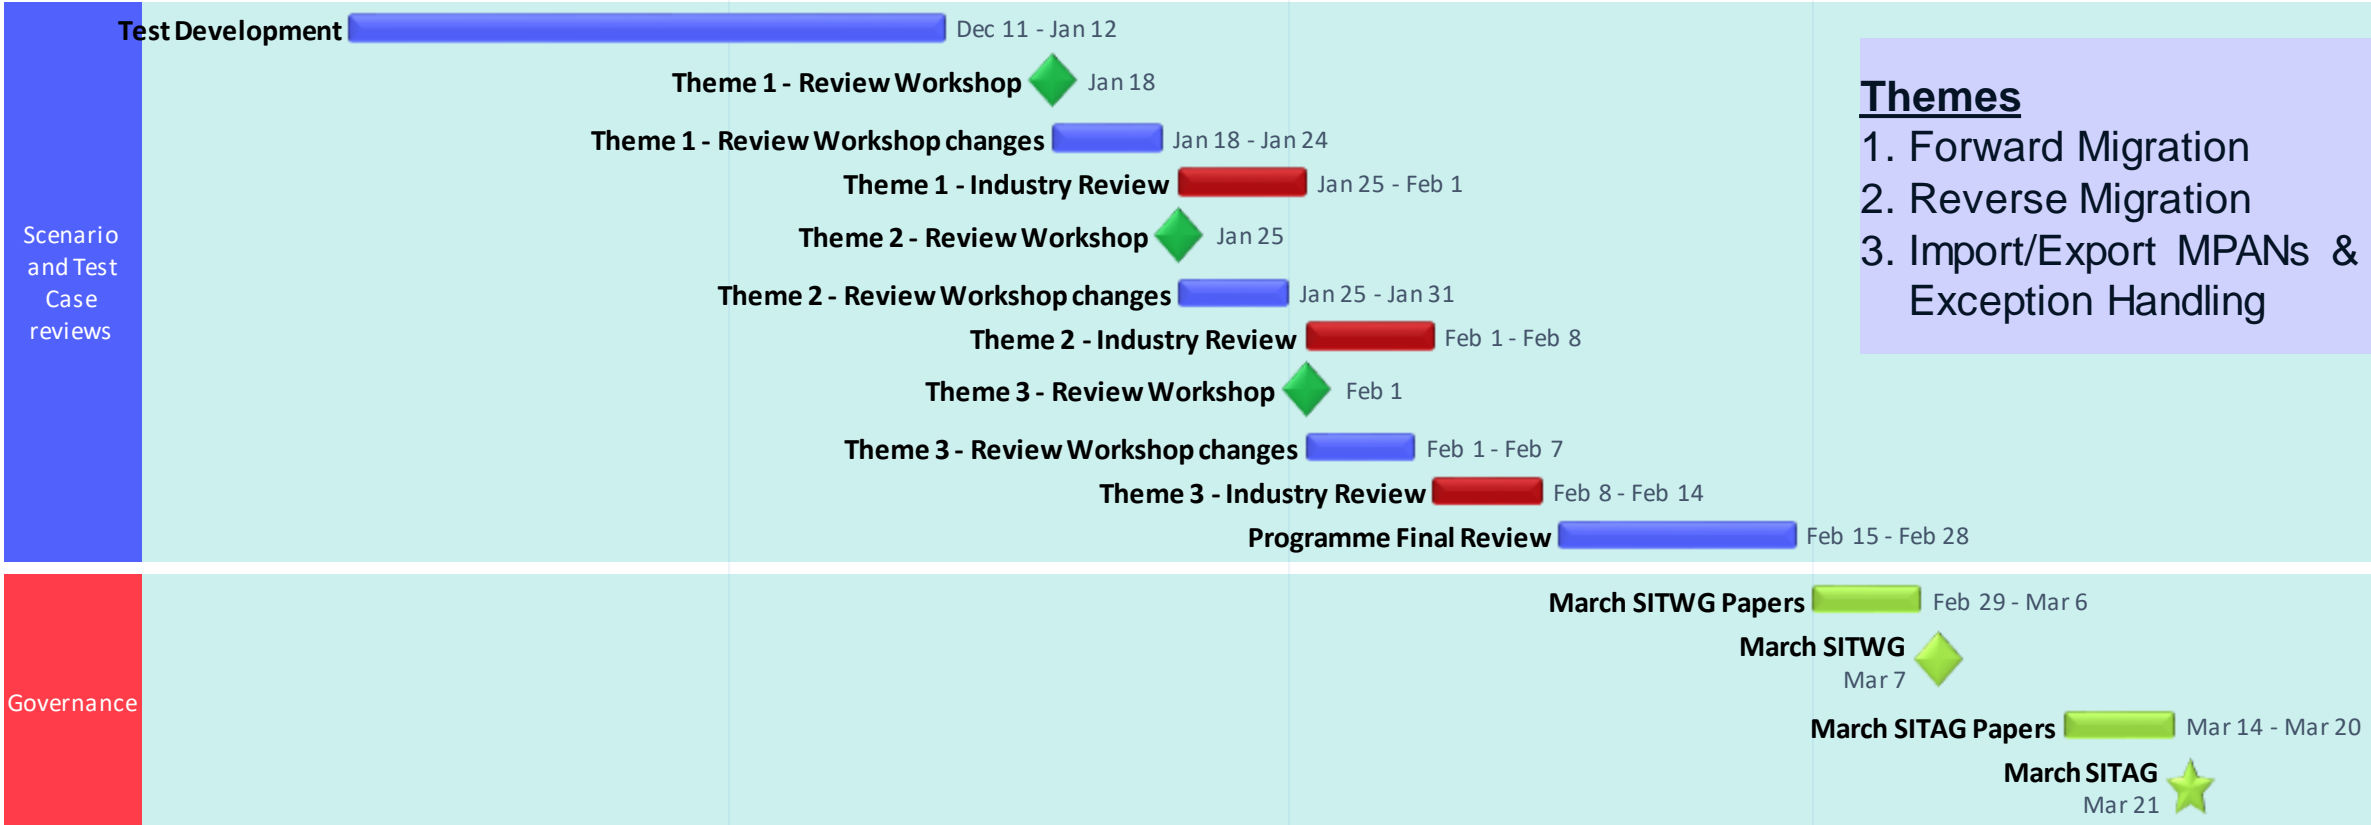 Scenario
and Test
Case
reviews
Test Development
Dec 11 - Jan 12
Theme 1 - Review Workshop
Jan 18
Theme 1 - Review Workshop changes
Jan 18 - Jan 24
Theme 1 - Industry Review
Jan 25 - Feb 1
Theme 2 - Review Workshop
Jan 25
Theme 2 - Review Workshop changes
Jan 25 - Jan 31
Theme 2 - Industry Review
Feb 1 - Feb 8
Theme 3 - Review Workshop
Feb 1
Theme 3 - Review Workshop changes
Feb 1 - Feb 7
Theme 3 - Industry Review
Feb 8 - Feb 14
Programme Final Review
Feb 15 - Feb 28
Themes
1. Forward Migration
2. Reverse Migration
3. Import/Export MPANs &
Exception Handling
Governance
March SITWG Papers
Feb 29 - Mar 6
March SITWG
Mar 7
March SITAG Papers
Mar 14 - Mar 20
March SITAG
Mar 21